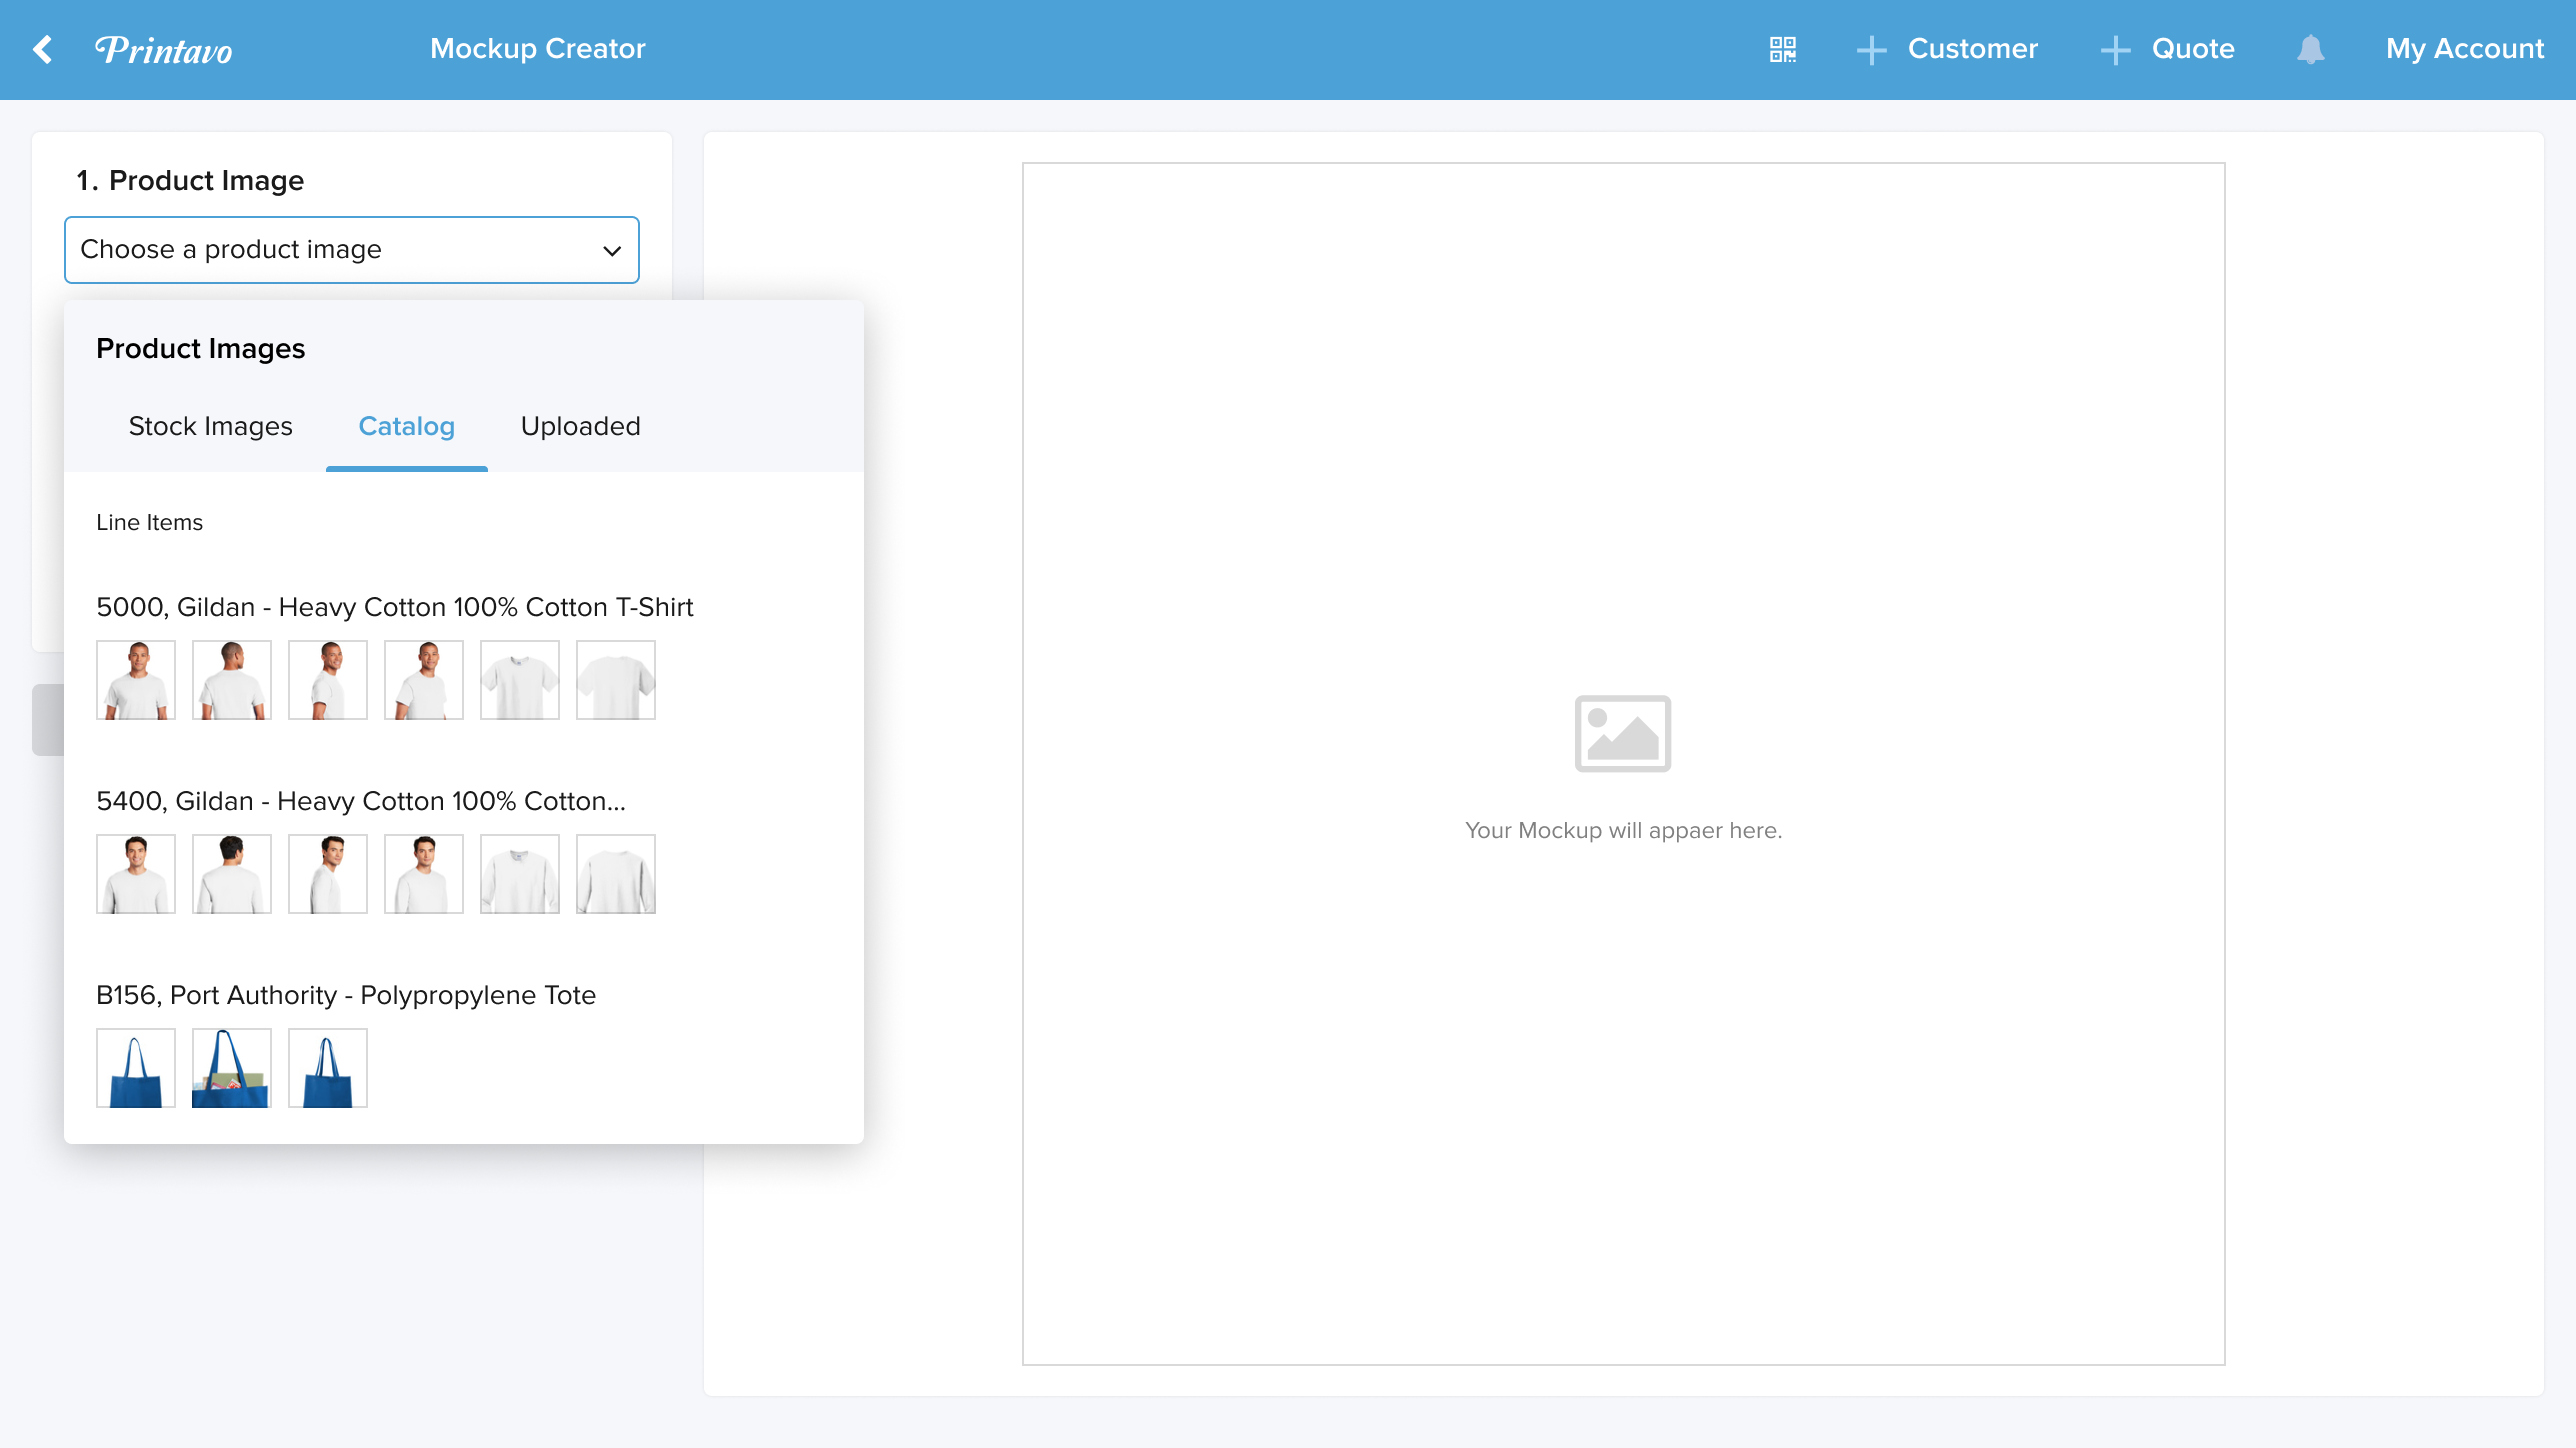 Printavo
Mockup Creator
Customer
Quote
My Account
1. Product Image
Choose a product image
Product Images
Stock Images
Catalog
Uploaded
Line Items
5000, Gildan - Heavy Cotton 100% Cotton T-Shirt
5400, Gildan - Heavy Cotton 100% Cotton...
B156, Port Authority - Polypropylene Tote
Your Mockup will appaer here.